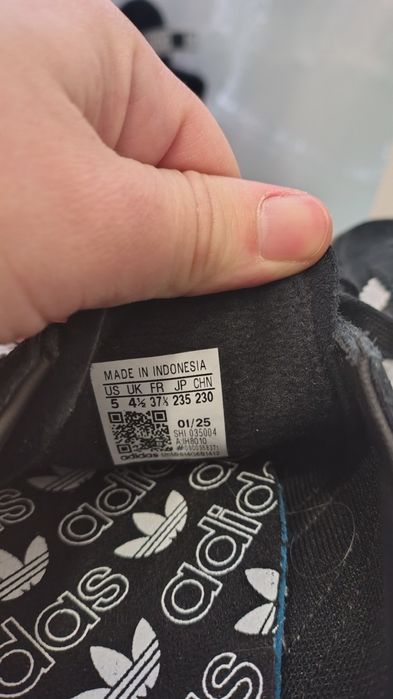 MADE IN INDONESIA
US UK FR JP CHN
5 4½ 37⅓ 235 230
01/25
SHI 035004
adidas
adidas
adidas